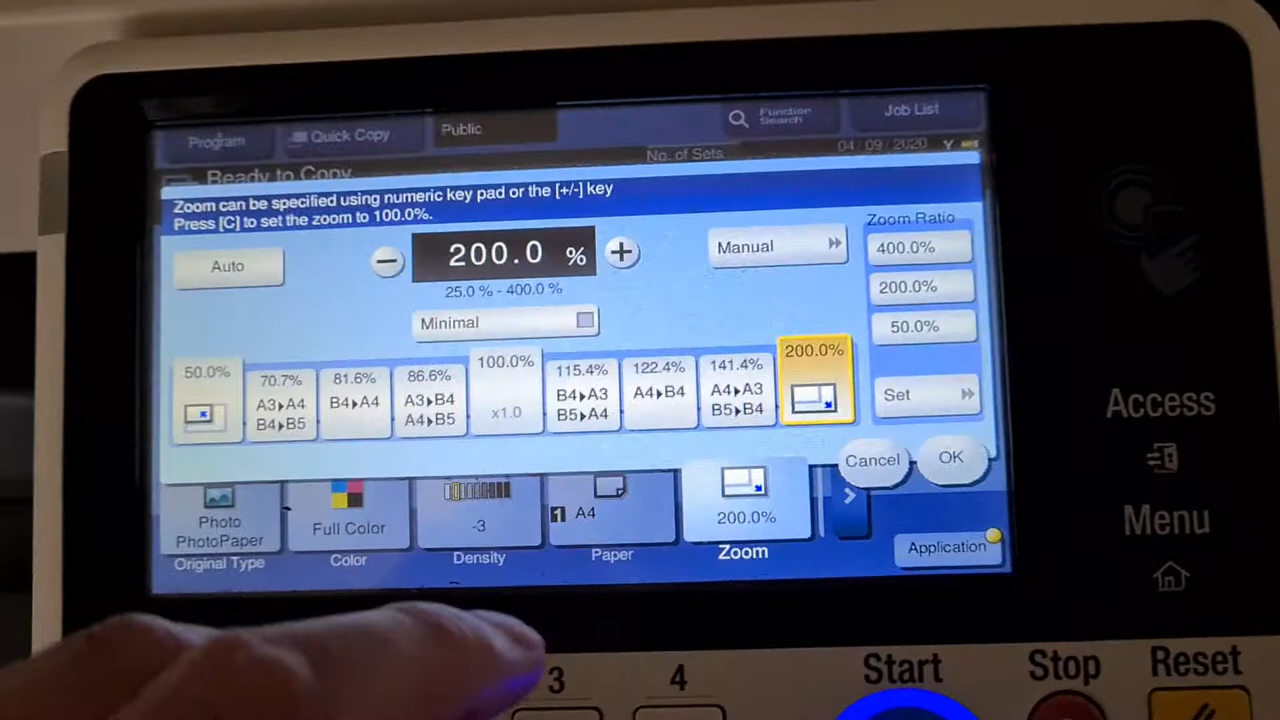 Program
Quick Copy
Public
Function Search
Job List
Ready to Copy
No. of Sets
04/09/2020
Zoom can be specified using numeric key pad or the [+/-] key
Press [C] to set the zoom to 100.0%.
Auto
−
200.0 %
+
25.0 % - 400.0 %
Manual
Minimal
Zoom Ratio
400.0%
200.0%
50.0%
Set
50.0%
70.7%
A3▸A4
B4▸B5
81.6%
B4▸A4
86.6%
A3▸B4
A4▸B5
100.0%
x1.0
115.4%
B4▸A3
B5▸A4
122.4%
A4▸B4
141.4%
A4▸A3
B5▸B4
200.0%
Cancel
OK
Photo
PhotoPaper
Original Type
Full Color
Color
-3
Density
1 A4
Paper
200.0%
Zoom
Application
Access
Menu
3
4
Start
Stop
Reset